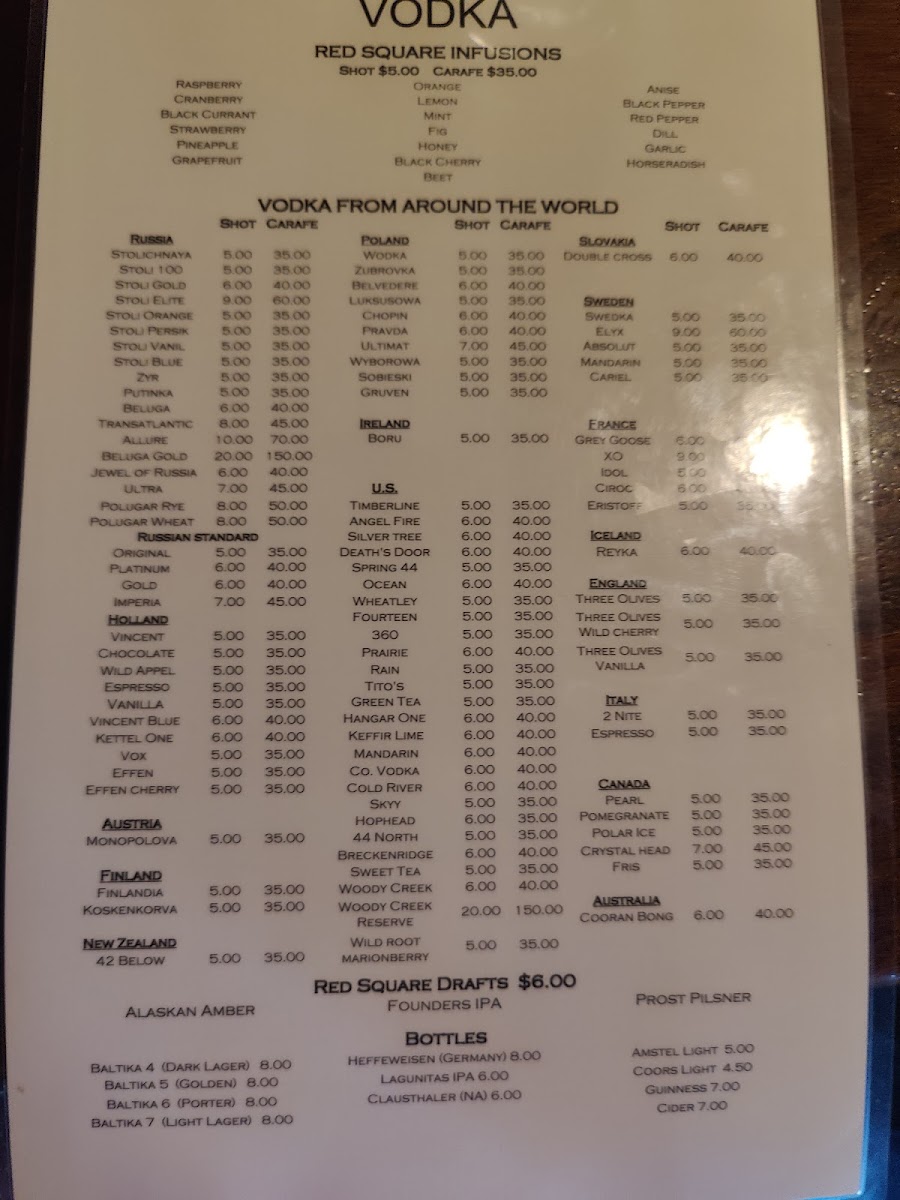 VODKA
RED SQUARE INFUSIONS
SHOT $5.00 CARAFE $35.00
RASPBERRY
CRANBERRY
BLACK CURRANT
STRAWBERRY
PINEAPPLE
GRAPEFRUIT
ORANGE
LEMON
MINT
FIG
HONEY
BLACK CHERRY
BEET
ANISE
BLACK PEPPER
RED PEPPER
DILL
GARLIC
HORSERADISH
VODKA FROM AROUND THE WORLD
SHOT CARAFE
RUSSIA
STOLICHNAYA 5.00 35.00
STOLI 100 5.00 35.00
STOLI GOLD 6.00 40.00
STOLI ELITE 9.00 60.00
STOLI ORANGE 5.00 35.00
STOLI PERSIK 5.00 35.00
STOLI VANIL 5.00 35.00
STOLI BLUE 5.00 35.00
ZYR 5.00 35.00
PUTINKA 5.00 35.00
BELUGA 6.00 40.00
TRANSATLANTIC 8.00 45.00
ALLURE 10.00 70.00
BELUGA GOLD 20.00 150.00
JEWEL OF RUSSIA 6.00 40.00
ULTRA 7.00 45.00
POLUGAR RYE 8.00 50.00
POLUGAR WHEAT 8.00 50.00
RUSSIAN STANDARD
ORIGINAL 5.00 35.00
PLATINUM 6.00 40.00
GOLD 6.00 40.00
IMPERIA 7.00 45.00
HOLLAND
VINCENT 5.00 35.00
CHOCOLATE 5.00 35.00
WILD APPEL 5.00 35.00
ESPRESSO 5.00 35.00
VANILLA 5.00 35.00
VINCENT BLUE 6.00 40.00
KETTEL ONE 6.00 40.00
VOX 5.00 35.00
EFFEN 5.00 35.00
EFFEN CHERRY 5.00 35.00
AUSTRIA
MONOPOLOVA 5.00 35.00
FINLAND
FINLANDIA 5.00 35.00
KOSKENKORVA 5.00 35.00
NEW ZEALAND
42 BELOW 5.00 35.00
SHOT CARAFE
POLAND
WODKA 5.00 35.00
ZUBROVKA 5.00 35.00
BELVEDERE 6.00 40.00
LUKSUSOWA 5.00 35.00
CHOPIN 6.00 40.00
PRAVDA 6.00 40.00
ULTIMAT 7.00 45.00
WYBOROWA 5.00 35.00
SOBIESKI 5.00 35.00
GRUVEN 5.00 35.00
IRELAND
BORU 5.00 35.00
U.S.
TIMBERLINE 5.00 35.00
ANGEL FIRE 6.00 40.00
SILVER TREE 6.00 40.00
DEATH'S DOOR 6.00 40.00
SPRING 44 5.00 35.00
OCEAN 6.00 40.00
WHEATLEY 5.00 35.00
FOURTEEN 5.00 35.00
360 5.00 35.00
PRAIRIE 6.00 40.00
RAIN 5.00 35.00
TITO'S 5.00 35.00
GREEN TEA 5.00 35.00
HANGAR ONE 6.00 40.00
KEFFIR LIME 6.00 40.00
MANDARIN 6.00 40.00
CO. VODKA 6.00 40.00
COLD RIVER 6.00 40.00
SKYY 5.00 35.00
HOPHEAD 6.00 35.00
44 NORTH 5.00 35.00
BRECKENRIDGE 6.00 40.00
SWEET TEA 5.00 35.00
WOODY CREEK 6.00 40.00
WOODY CREEK
RESERVE 20.00 150.00
WILD ROOT
MARIONBERRY 5.00 35.00
SHOT CARAFE
SLOVAKIA
DOUBLE CROSS 6.00 40.00
SWEDEN
SWEDKA 5.00 35.00
ELYX 9.00 60.00
ABSOLUT 5.00 35.00
MANDARIN 5.00 35.00
CARIEL 5.00 35.00
FRANCE
GREY GOOSE 6.00
XO 9.00
IDOL 5.00
CIROC 6.00
ERISTOFF 5.00
ICELAND
REYKA 6.00 40.00
ENGLAND
THREE OLIVES 5.00 35.00
THREE OLIVES
WILD CHERRY 5.00 35.00
THREE OLIVES
VANILLA 5.00 35.00
ITALY
2 NITE 5.00 35.00
ESPRESSO 5.00 35.00
CANADA
PEARL 5.00 35.00
POMEGRANATE 5.00 35.00
POLAR ICE 5.00 35.00
CRYSTAL HEAD 7.00 45.00
FRIS 5.00 35.00
AUSTRALIA
COORAN BONG 6.00 40.00
RED SQUARE DRAFTS $6.00
ALASKAN AMBER
FOUNDERS IPA
PROST PILSNER
BOTTLES
BALTIKA 4 (DARK LAGER) 8.00
BALTIKA 5 (GOLDEN) 8.00
BALTIKA 6 (PORTER) 8.00
BALTIKA 7 (LIGHT LAGER) 8.00
HEFFEWEISEN (GERMANY) 8.00
LAGUNITAS IPA 6.00
CLAUSTHALER (NA) 6.00
AMSTEL LIGHT 5.00
COORS LIGHT 4.50
GUINNESS 7.00
CIDER 7.00